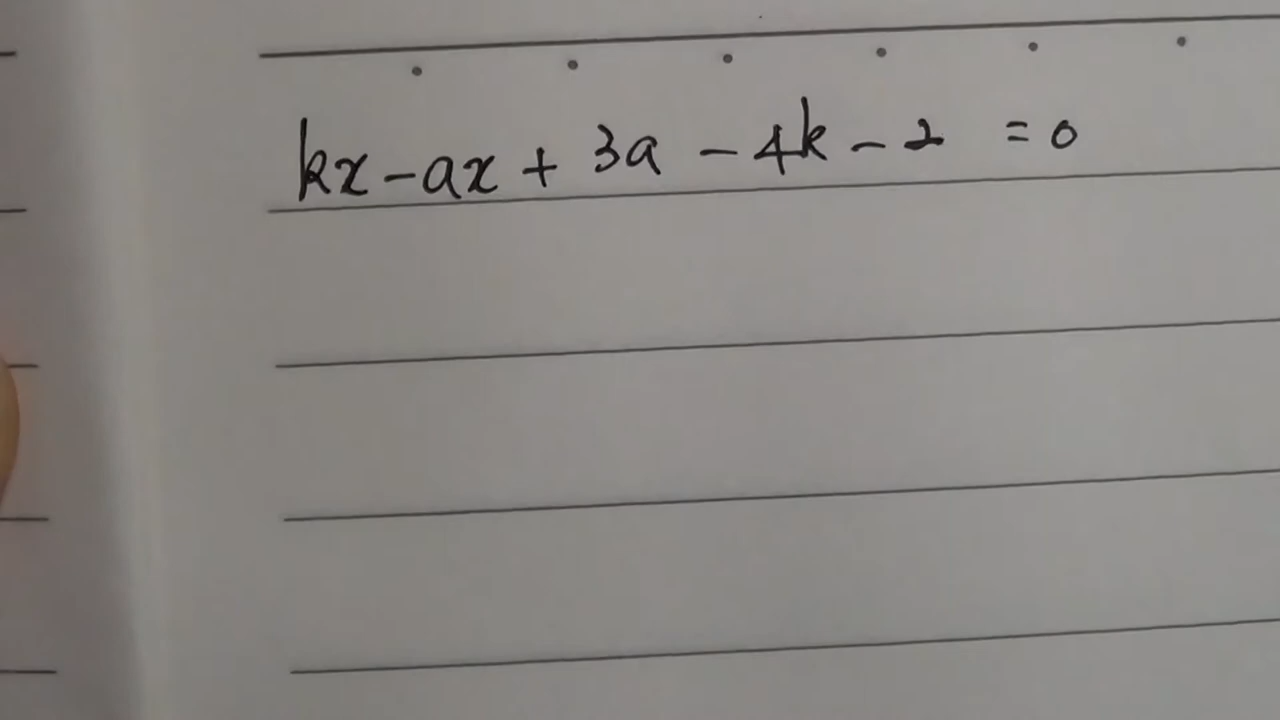 kx - ax + 3a - 4k - 2 = 0